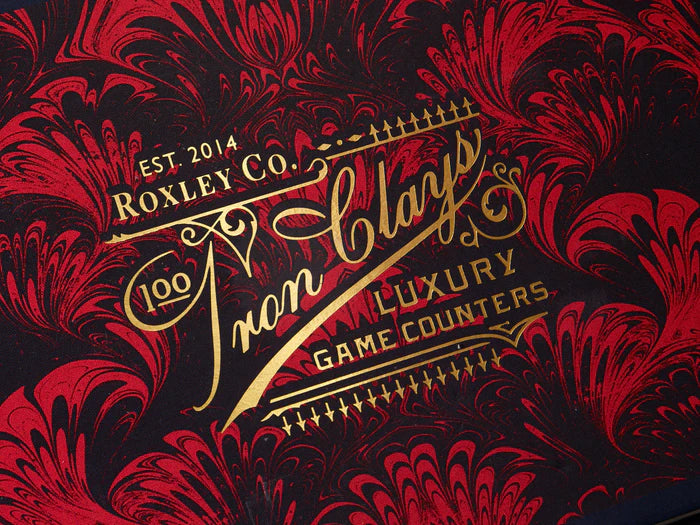 EST. 2014
ROXLEY CO.
100
Iron Clays
LUXURY
GAME COUNTERS